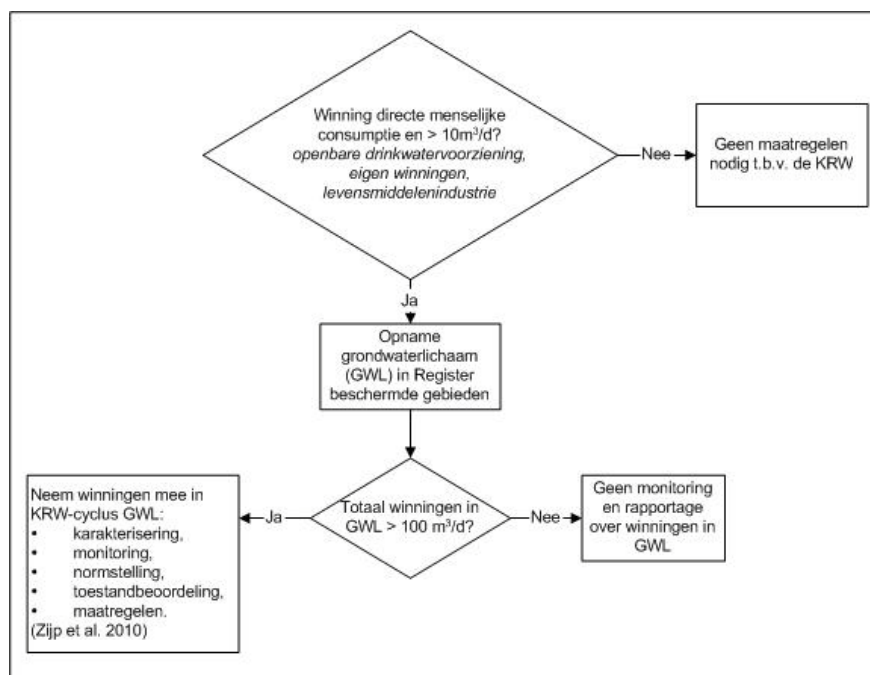 Winning directe menselijke
consumptie en > 10m³/d?
openbare drinkwatervoorziening,
eigen winningen,
levensmiddelenindustrie
Nee
Geen maatregelen
nodig t.b.v. de KRW
Ja
Opname
grondwaterlichaam
(GWL) in Register
beschermde gebieden
Totaal winningen in
GWL > 100 m³/d?
Ja
Neem winningen mee in
KRW-cyclus GWL:
• karakterisering,
• monitoring,
• normstelling,
• toestandbeoordeling,
• maatregelen.
(Zijp et al. 2010)
Nee
Geen monitoring
en rapportage
over winningen in
GWL